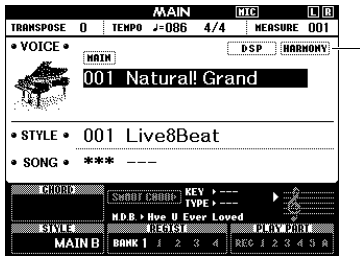 MAIN MIC L R
TRANSPOSE 0 TEMPO ♩=086 4/4 MEASURE 001
• VOICE • DSP HARMONY
MAIN
001 Natural! Grand
• STYLE • 001 Live8Beat
• SONG • *** ---
CHORD SMART CHORD KEY ▸ ---
TYPE ▸ ---
M.D.B. ▸ Hve U Ever Loved
STYLE REGIST PLAY PART
MAIN B BANK 1 1 2 3 4 REC 1 2 3 4 5 A